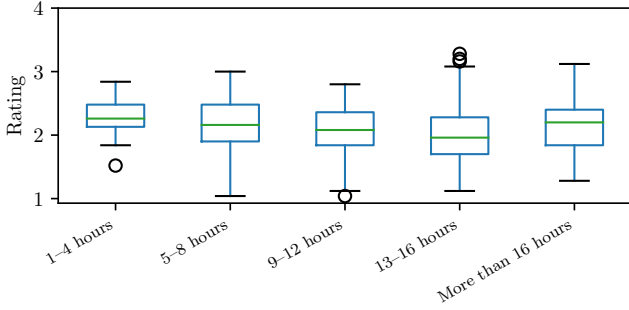 4
3
2
1
Rating
1–4 hours
5–8 hours
9–12 hours
13–16 hours
More than 16 hours